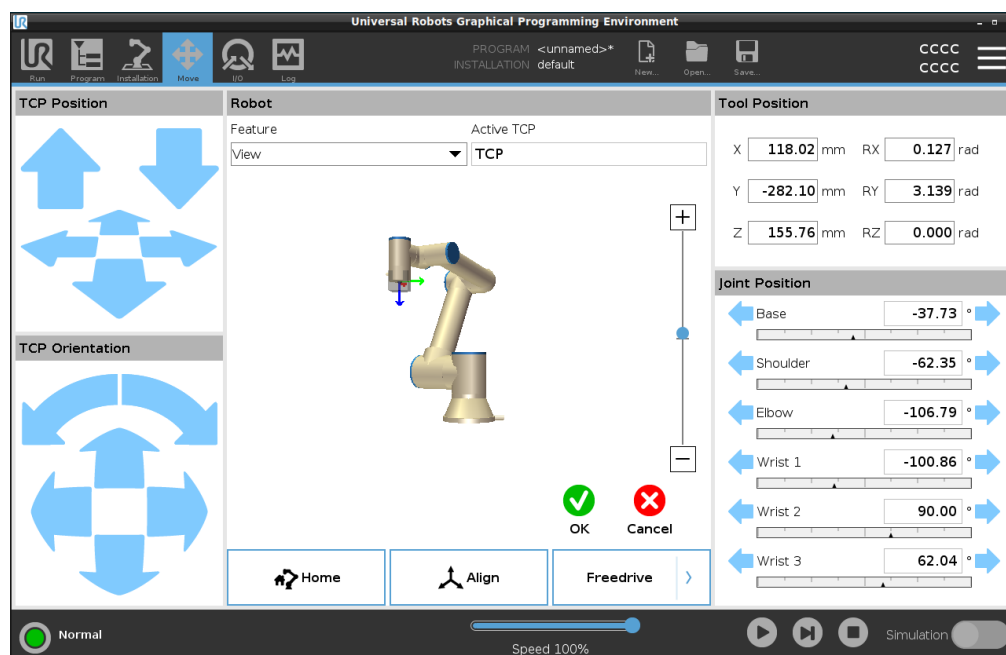 Universal Robots Graphical Programming Environment
UR
Run
Program
Installation
Move
I/O
Log
PROGRAM <unnamed>*
INSTALLATION default
New...
Open...
Save...
CCCC
CCCC
TCP Position
TCP Orientation
Robot
Feature
Active TCP
View
TCP
OK
Cancel
Home
Align
Freedrive
Tool Position
X 118.02 mm RX 0.127 rad
Y -282.10 mm RY 3.139 rad
Z 155.76 mm RZ 0.000 rad
Joint Position
Base -37.73 °
Shoulder -62.35 °
Elbow -106.79 °
Wrist 1 -100.86 °
Wrist 2 90.00 °
Wrist 3 62.04 °
Normal
Speed 100%
Simulation